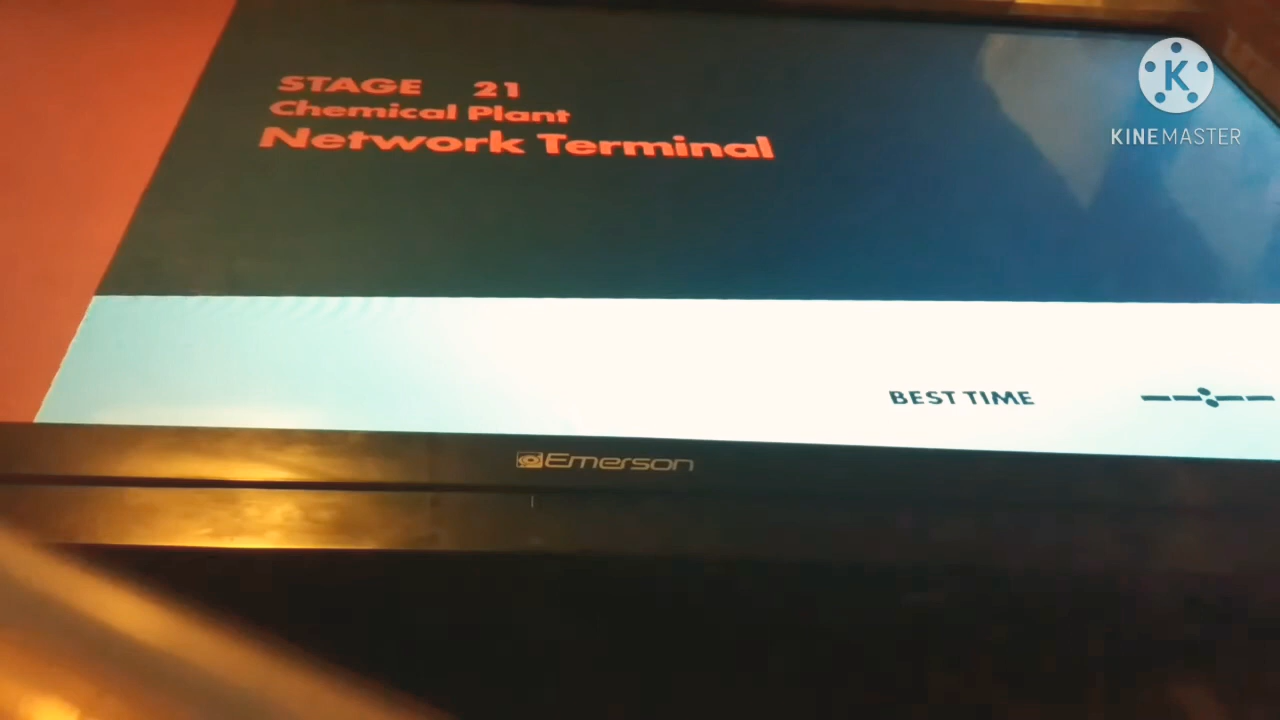 STAGE 21
Chemical Plant
Network Terminal
K
KINEMASTER
BEST TIME
Emerson